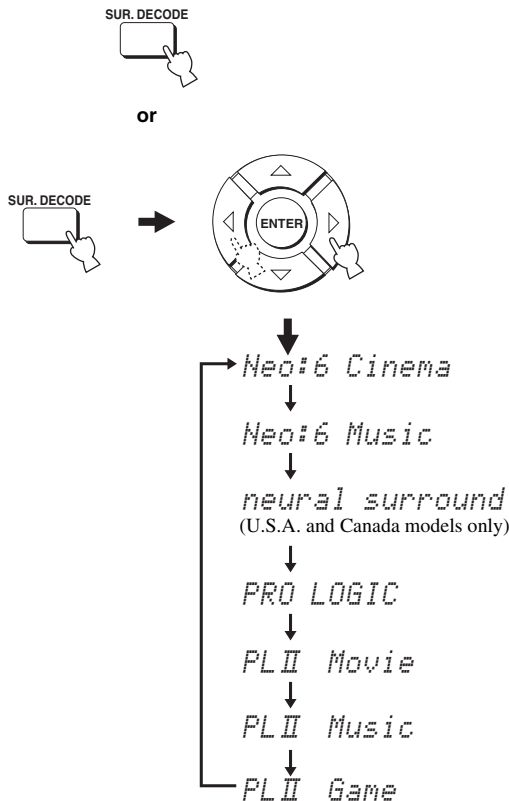 SUR. DECODE
or
SUR. DECODE
ENTER
Neo:6 Cinema
Neo:6 Music
neural surround
(U.S.A. and Canada models only)
PRO LOGIC
PLⅡ Movie
PLⅡ Music
PLⅡ Game